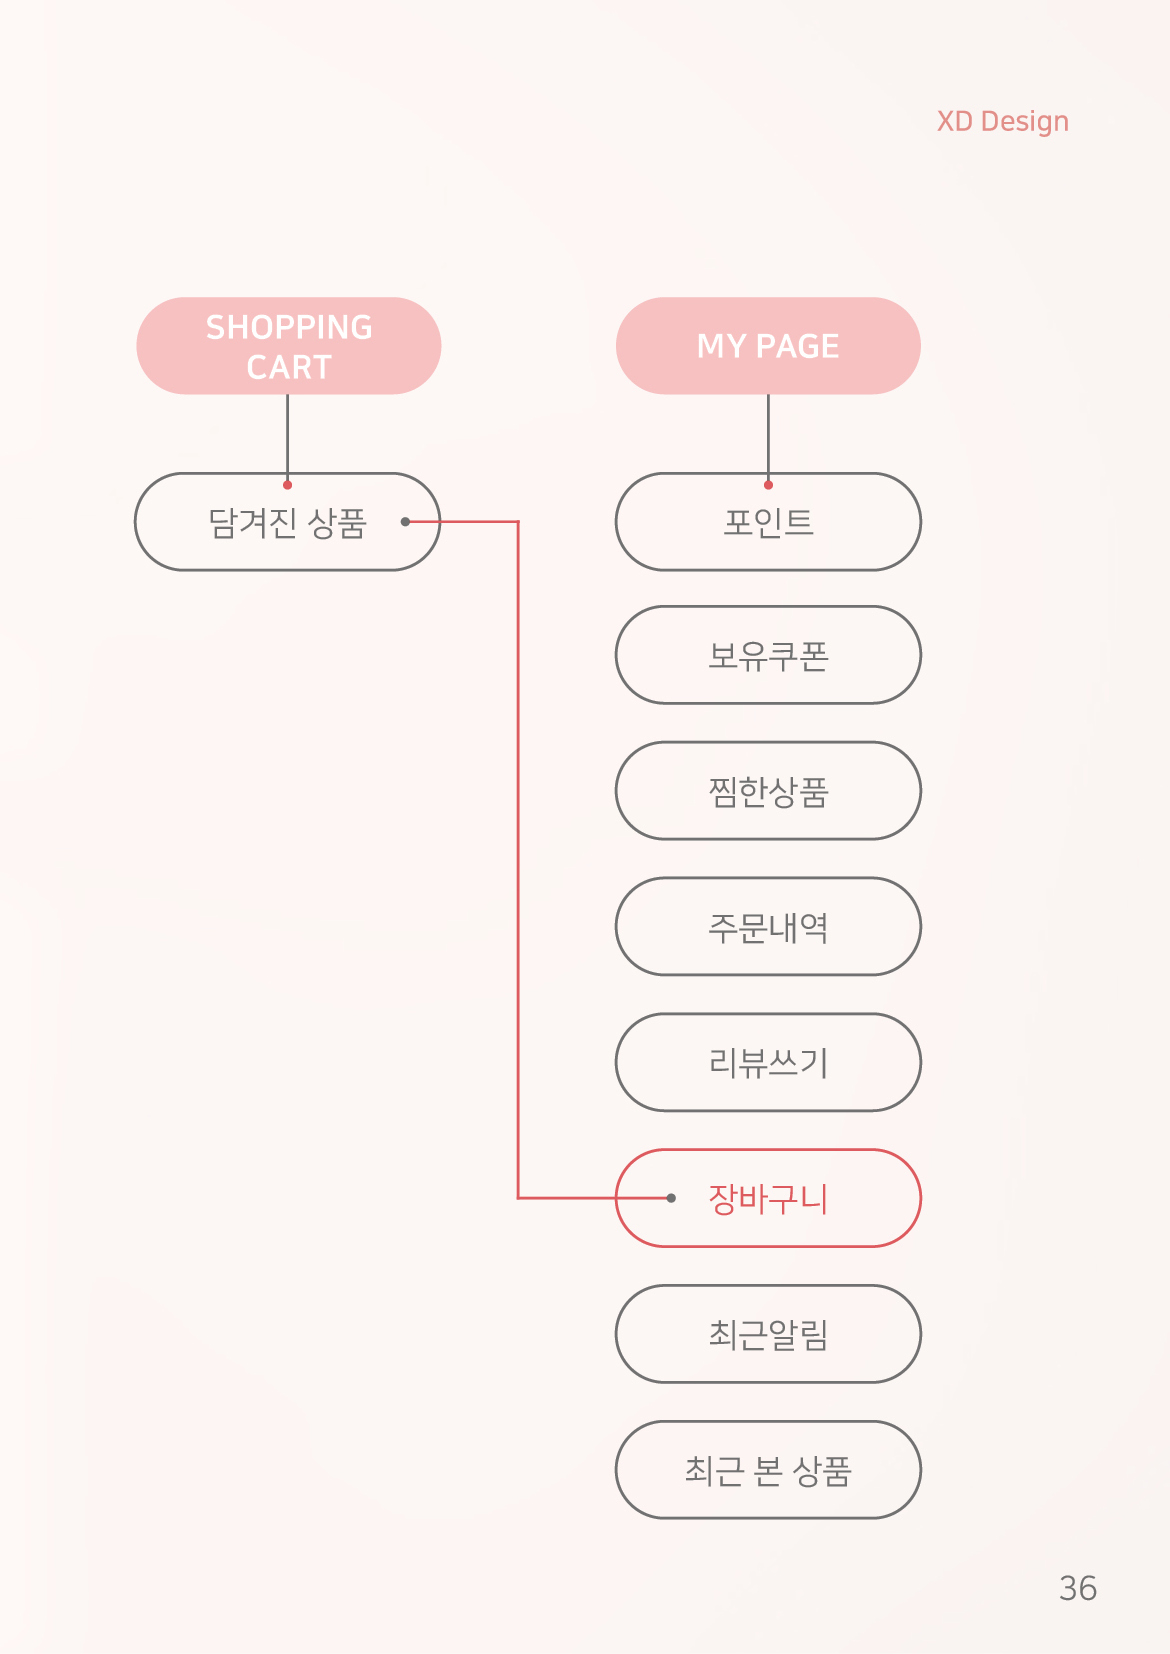 XD Design
SHOPPING
CART
담겨진 상품
MY PAGE
포인트
보유쿠폰
찜한상품
주문내역
리뷰쓰기
장바구니
최근알림
최근 본 상품
36